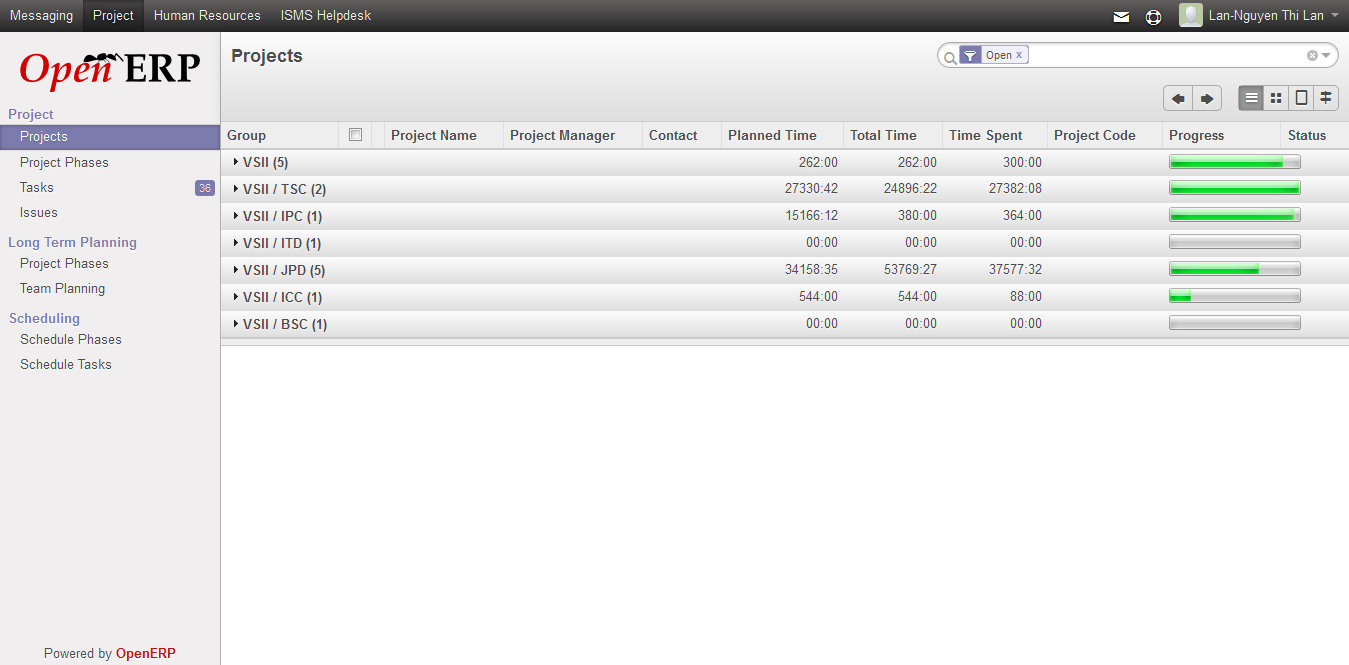 Messaging Project Human Resources ISMS Helpdesk Lan-Nguyen Thi Lan
Open ERP
Project
Projects
Project Phases
Tasks 36
Issues
Long Term Planning
Project Phases
Team Planning
Scheduling
Schedule Phases
Schedule Tasks
Powered by OpenERP
Projects
Open x
Group Project Name Project Manager Contact Planned Time Total Time Time Spent Project Code Progress Status
VSII (5) 262:00 262:00 300:00
VSII / TSC (2) 27330:42 24896:22 27382:08
VSII / IPC (1) 15166:12 380:00 364:00
VSII / ITD (1) 00:00 00:00 00:00
VSII / JPD (5) 34158:35 53769:27 37577:32
VSII / ICC (1) 544:00 544:00 88:00
VSII / BSC (1) 00:00 00:00 00:00